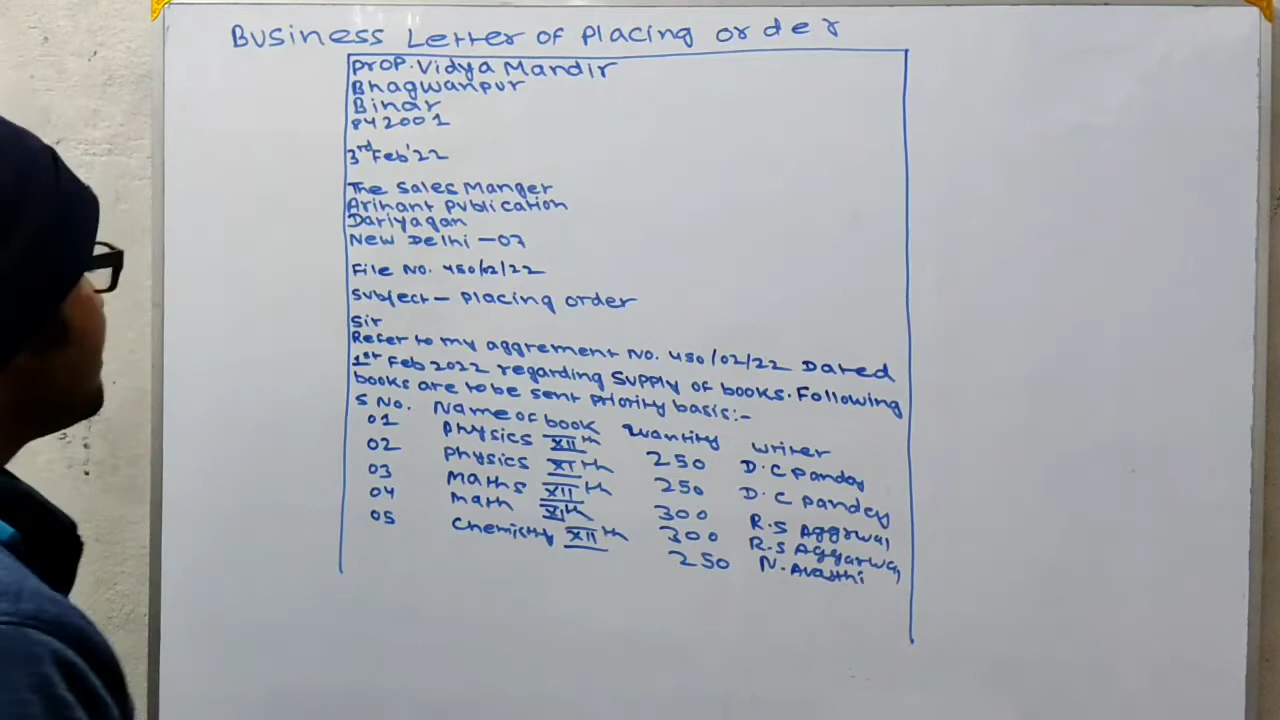 Business Letter of placing order
Prop. Vidya Mandir
Bhagwanpur
Bihar
842001
3rd Feb'22
The Sales Manger
Arihant publication
Dariyagan
New Delhi - 02
File No. 450/02/22
Subject - placing order
Sir
Refer to my aggrement No. 450/02/22 Dated
1st Feb 2022 regarding supply of books. Following
books are to be sent priority basis:-
S No. Name of book Quantity writer
01 physics XIIth 250 D.C Panday
02 physics XIth 250 D.C pandey
03 maths XIIth 300 R.S Aggrwal
04 math XIth 300 R.S Aggarwal
05 chemistry XIIth 250 N. Avasthi